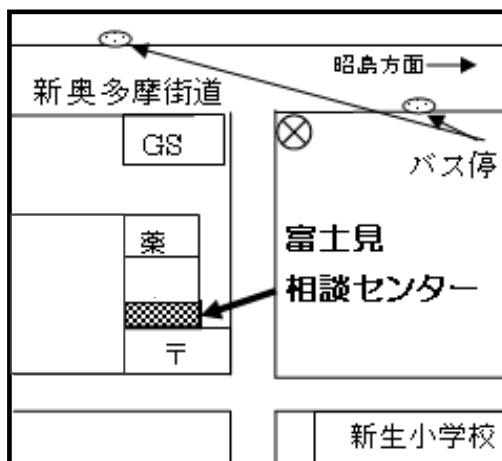 昭島方面→
新奥多摩街道
GS
バス停
薬
富士見
相談センター
〒
新生小学校